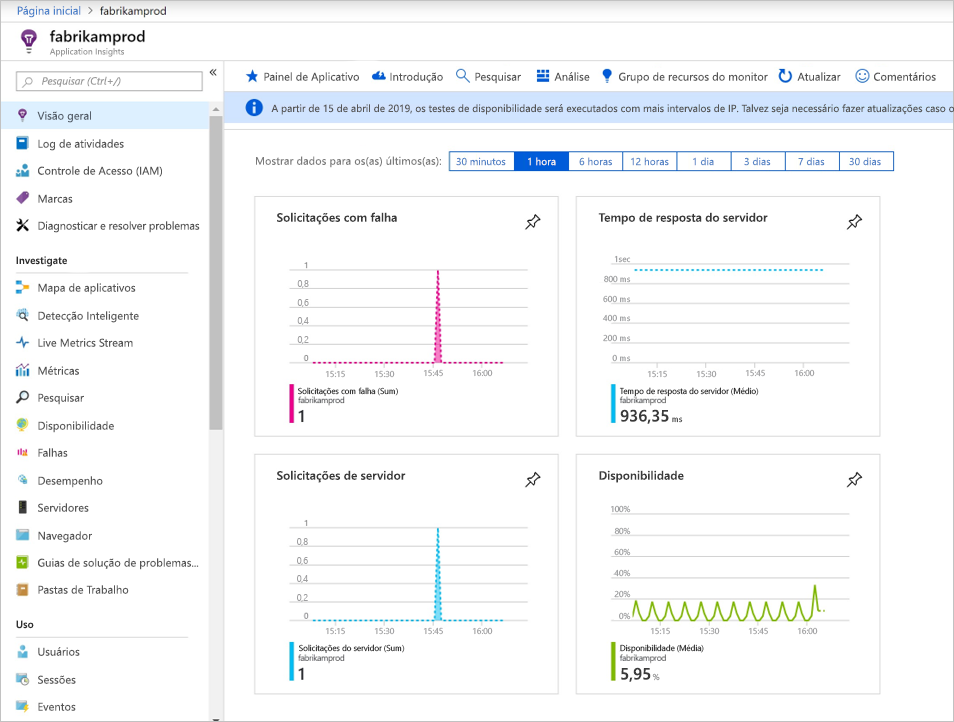 Página inicial > fabrikamprod
fabrikamprod
Application Insights
Pesquisar (Ctrl+/)
«
Visão geral
Log de atividades
Controle de Acesso (IAM)
Marcas
Diagnosticar e resolver problemas
Investigate
Mapa de aplicativos
Detecção Inteligente
Live Metrics Stream
Métricas
Pesquisar
Disponibilidade
Falhas
Desempenho
Servidores
Navegador
Guias de solução de problemas...
Pastas de Trabalho
Uso
Usuários
Sessões
Eventos
Painel de Aplicativo Introdução Pesquisar Análise Grupo de recursos do monitor Atualizar Comentários
A partir de 15 de abril de 2019, os testes de disponibilidade será executados com mais intervalos de IP. Talvez seja necessário fazer atualizações caso o
Mostrar dados para os(as) últimos(as): 30 minutos 1 hora 6 horas 12 horas 1 dia 3 dias 7 dias 30 dias
Solicitações com falha
1
0,8
0,6
0,4
0,2
0
15:15 15:30 15:45 16:00
Solicitações com falha (Sum)
fabrikamprod
1
Tempo de resposta do servidor
1sec
800 ms
600 ms
400 ms
200 ms
0 ms
15:15 15:30 15:45 16:00
Tempo de resposta do servidor (Médio)
fabrikamprod
936,35 ms
Solicitações de servidor
1
0,8
0,6
0,4
0,2
0
15:15 15:30 15:45 16:00
Solicitações do servidor (Sum)
fabrikamprod
1
Disponibilidade
100%
80%
60%
40%
20%
0%
15:15 15:30 15:45 16:00
Disponibilidade (Média)
fabrikamprod
5,95 %